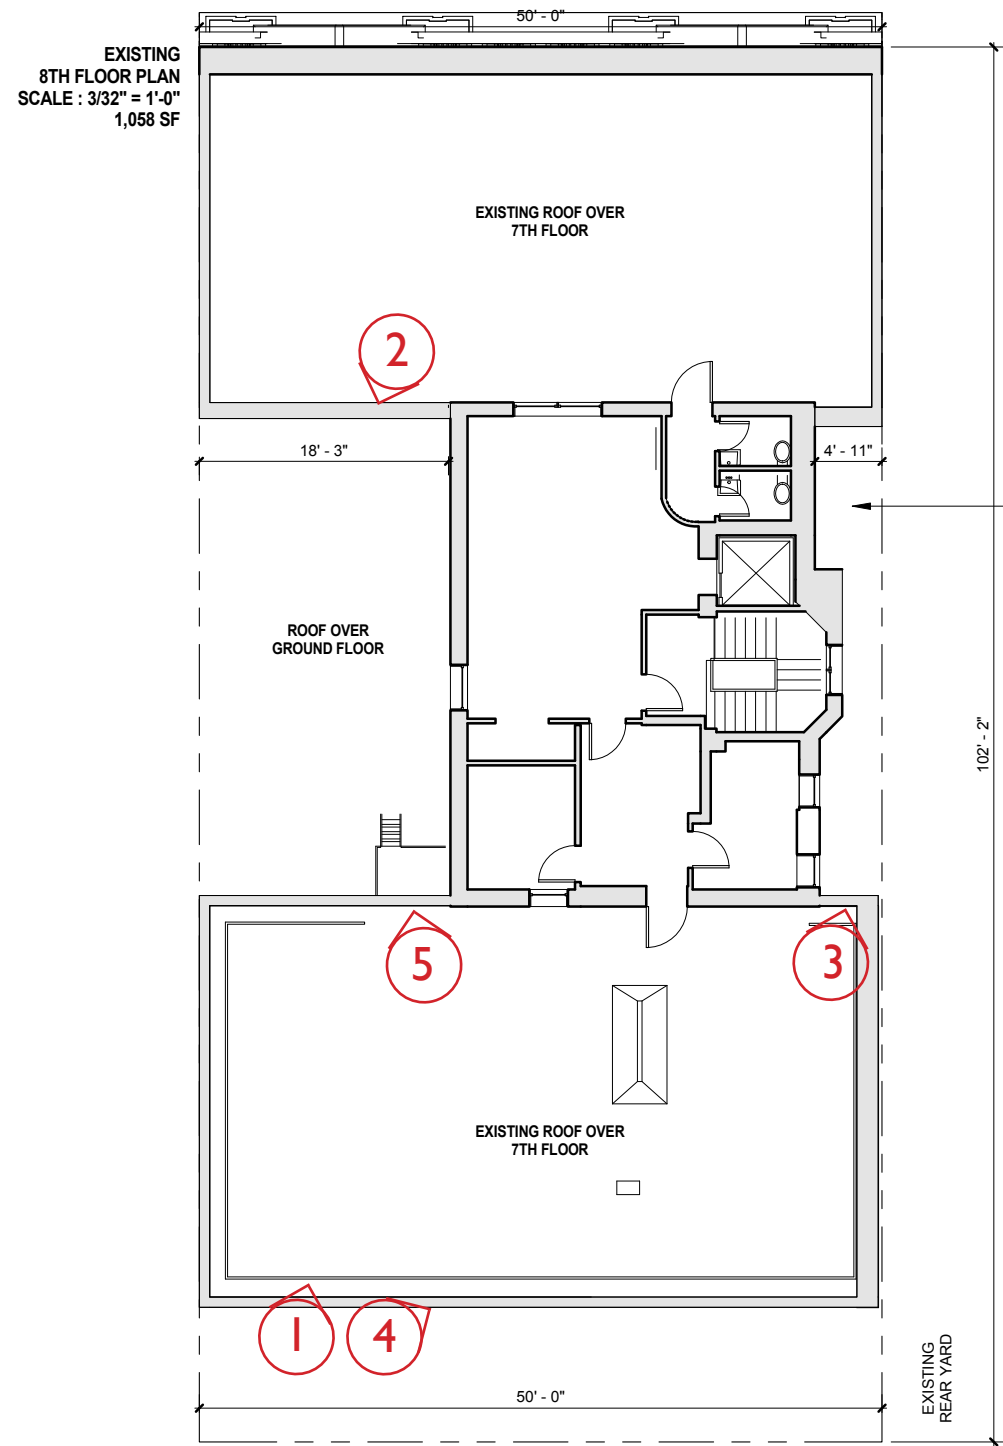 50' - 0"
EXISTING
8TH FLOOR PLAN
SCALE : 3/32" = 1'-0"
1,058 SF
EXISTING ROOF OVER
7TH FLOOR
2
18' - 3"
4' - 11"
ROOF OVER
GROUND FLOOR
102' - 2"
5
3
EXISTING ROOF OVER
7TH FLOOR
1
4
EXISTING
REAR YARD
50' - 0"